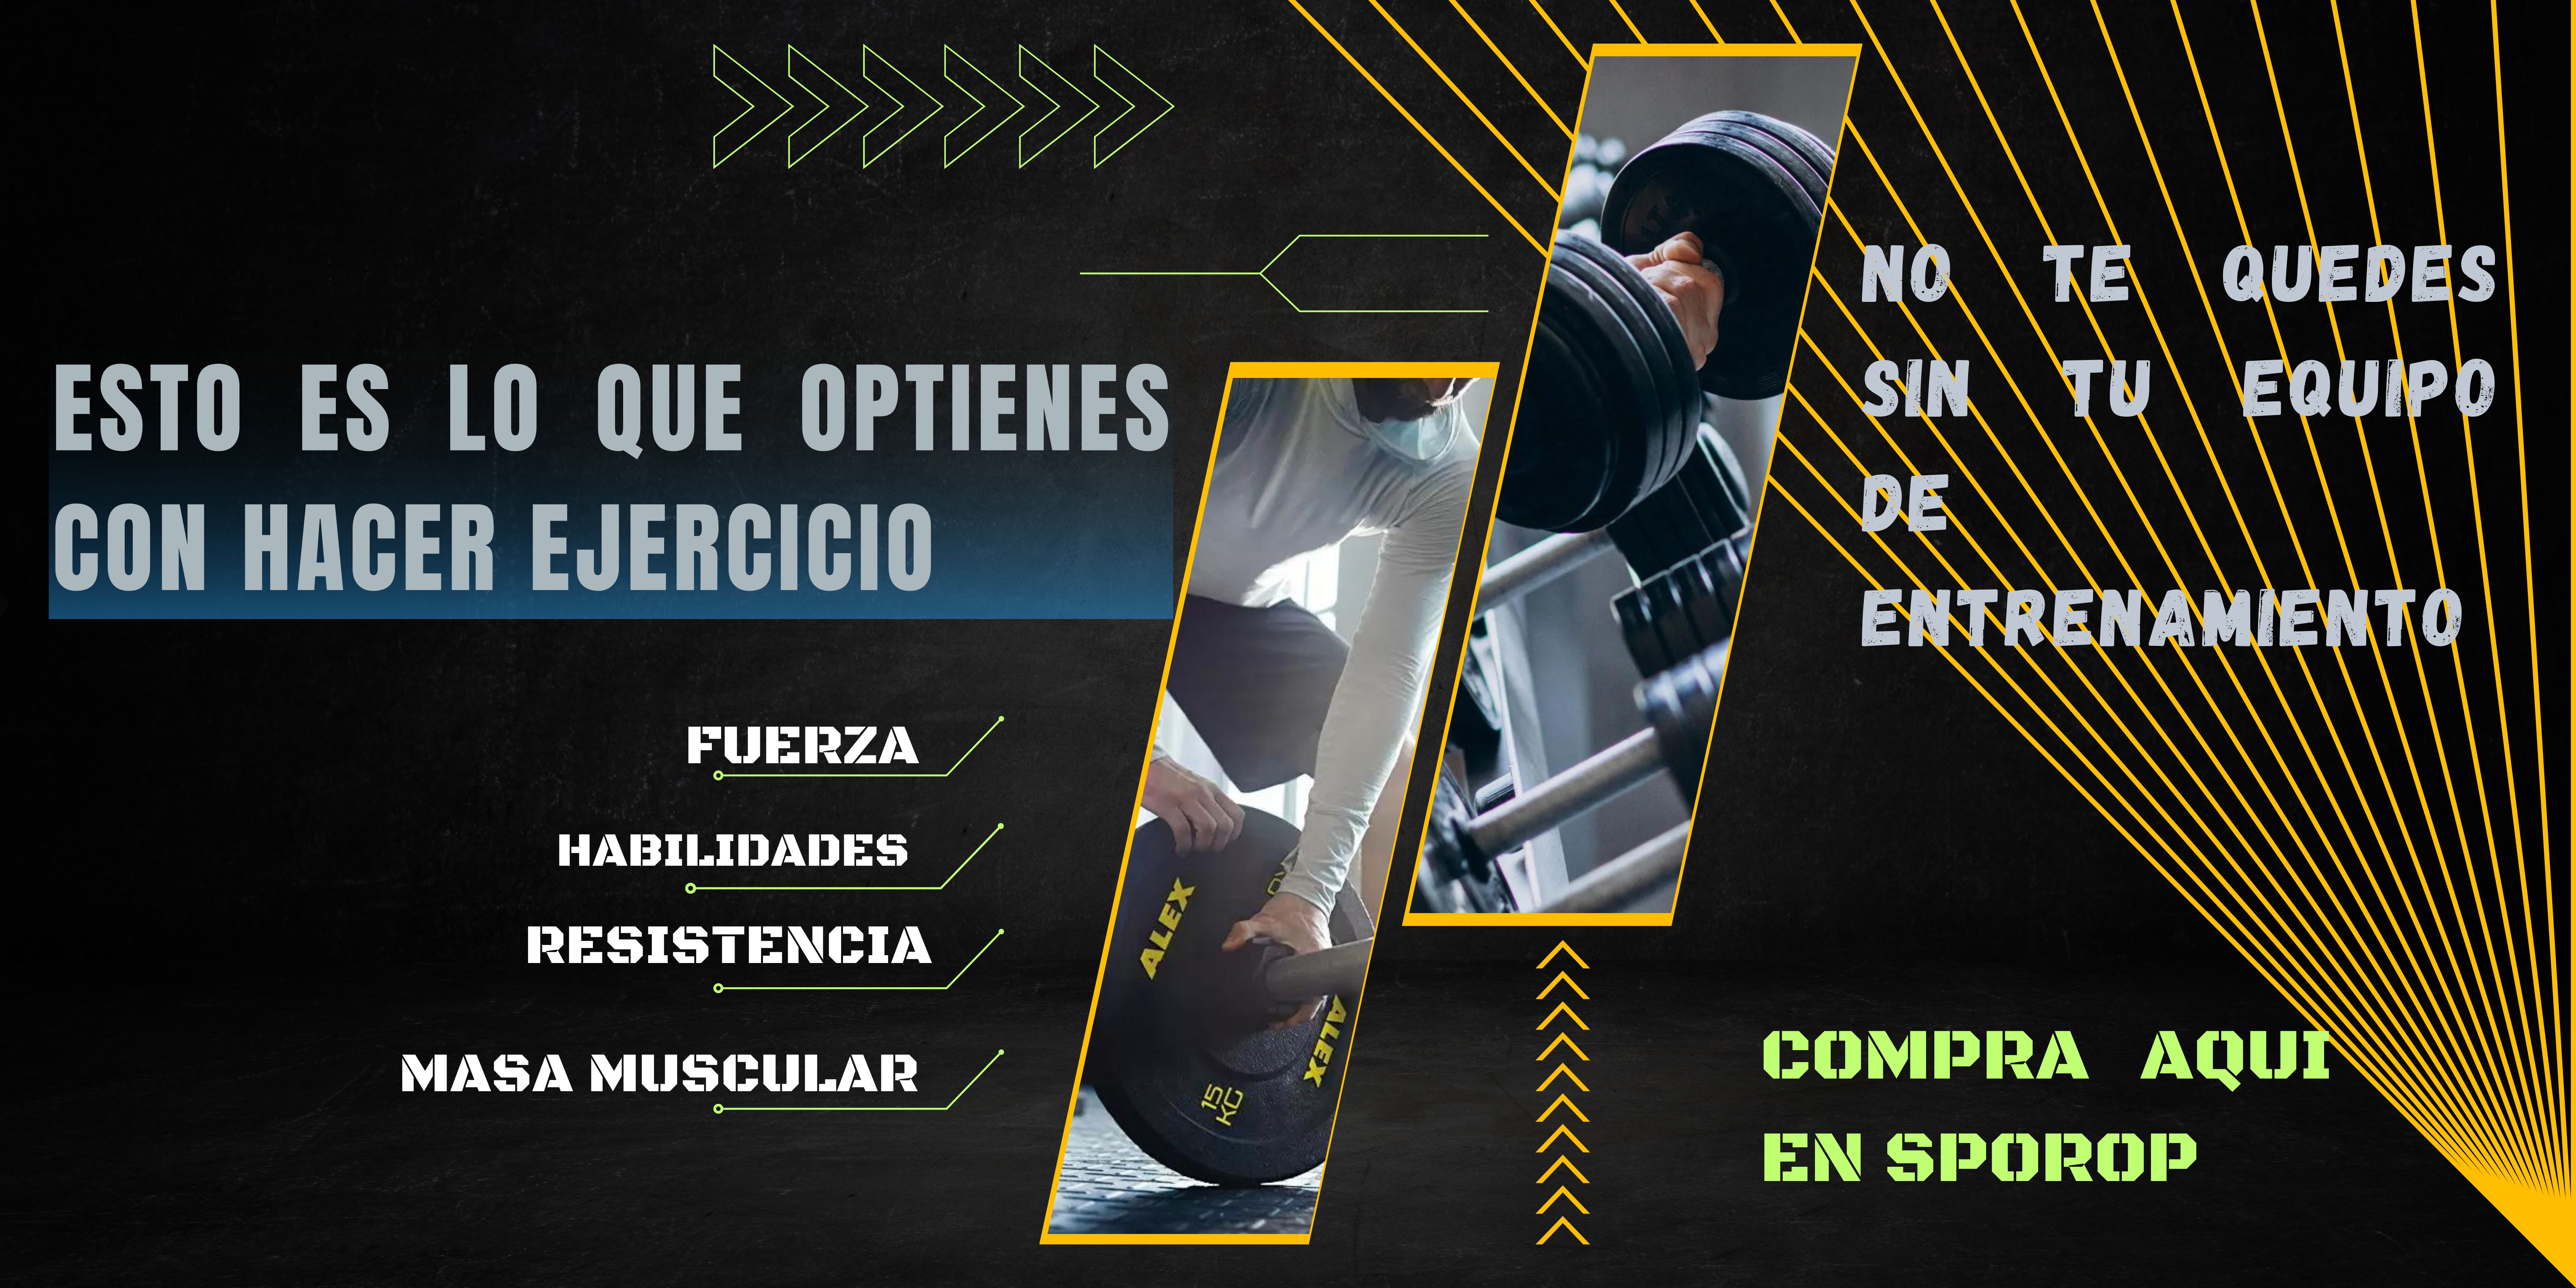 ESTO ES LO QUE OPTIENES
CON HACER EJERCICIO
FUERZA
HABILIDADES
RESISTENCIA
MASA MUSCULAR
ALEX
ALEX
15
KG
NO TE QUEDES
SIN TU EQUIPO
DE
ENTRENAMIENTO
COMPRA AQUI
EN SPOROP